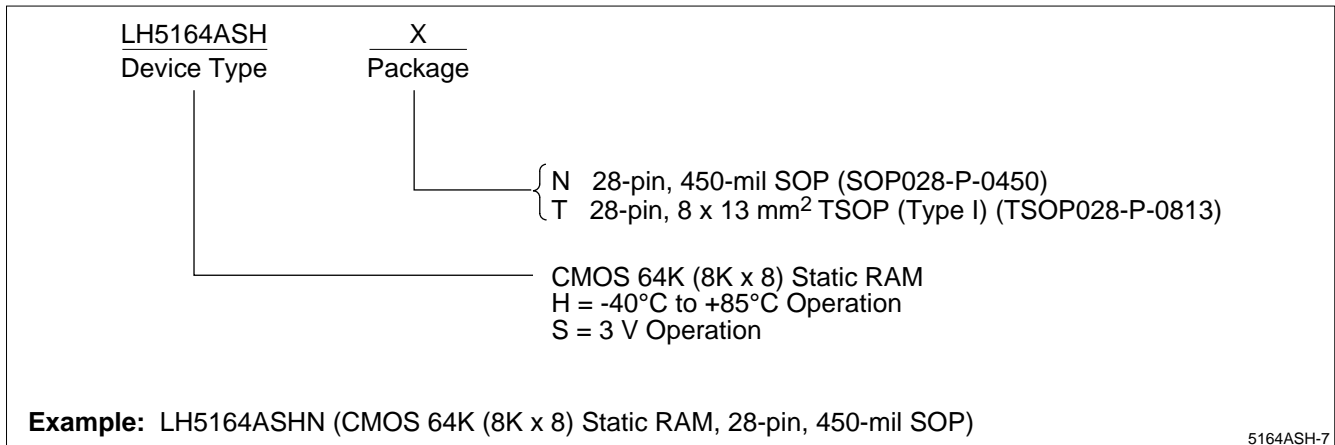 LH5164ASH X
Device Type Package
N 28-pin, 450-mil SOP (SOP028-P-0450)
T 28-pin, 8 x 13 mm2 TSOP (Type I) (TSOP028-P-0813)
CMOS 64K (8K x 8) Static RAM
H = -40°C to +85°C Operation
S = 3 V Operation
Example: LH5164ASHN (CMOS 64K (8K x 8) Static RAM, 28-pin, 450-mil SOP)
5164ASH-7